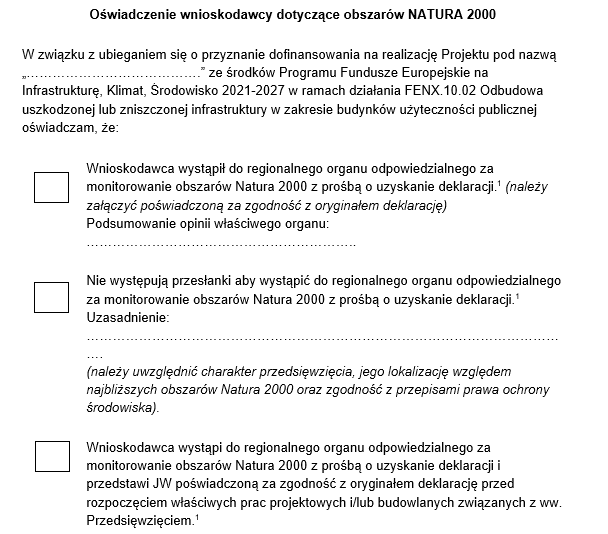 Oświadczenie wnioskodawcy dotyczące obszarów NATURA 2000
W związku z ubieganiem się o przyznanie dofinansowania na realizację Projektu pod nazwą
„………………………………….” ze środków Programu Fundusze Europejskie na
Infrastrukturę, Klimat, Środowisko 2021-2027 w ramach działania FENX.10.02 Odbudowa
uszkodzonej lub zniszczonej infrastruktury w zakresie budynków użyteczności publicznej
oświadczam, że:
Wnioskodawca wystąpił do regionalnego organu odpowiedzialnego za
monitorowanie obszarów Natura 2000 z prośbą o uzyskanie deklaracji.¹ (należy
załączyć poświadczoną za zgodność z oryginałem deklarację)
Podsumowanie opinii właściwego organu:
……………………………………………………..
Nie występują przesłanki aby wystąpić do regionalnego organu odpowiedzialnego
za monitorowanie obszarów Natura 2000 z prośbą o uzyskanie deklaracji.¹
Uzasadnienie:
………………………………………………………………………………………………
….
(należy uwzględnić charakter przedsięwzięcia, jego lokalizację względem
najbliższych obszarów Natura 2000 oraz zgodność z przepisami prawa ochrony
środowiska).
Wnioskodawca wystąpi do regionalnego organu odpowiedzialnego za
monitorowanie obszarów Natura 2000 z prośbą o uzyskanie deklaracji i
przedstawi JW poświadczoną za zgodność z oryginałem deklarację przed
rozpoczęciem właściwych prac projektowych i/lub budowlanych związanych z ww.
Przedsięwzięciem.¹